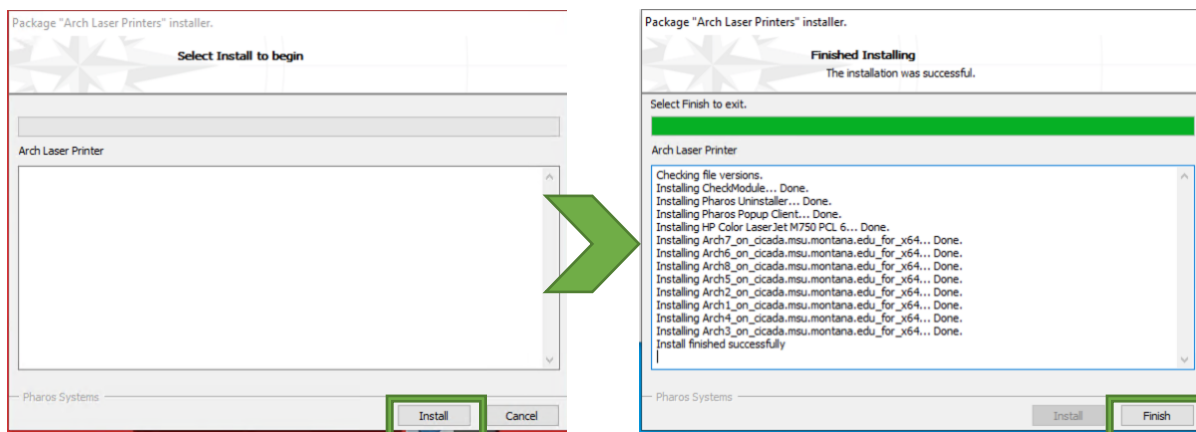 Package "Arch Laser Printers" installer.
Select Install to begin
Arch Laser Printer
Pharos Systems
Install
Cancel
Package "Arch Laser Printers" installer.
Finished Installing
The installation was successful.
Select Finish to exit.
Arch Laser Printer
Checking file versions.
Installing CheckModule... Done.
Installing Pharos Uninstaller... Done.
Installing Pharos Popup Client... Done.
Installing HP Color LaserJet M750 PCL 6... Done.
Installing Arch7_on_cicada.msu.montana.edu_for_x64... Done.
Installing Arch6_on_cicada.msu.montana.edu_for_x64... Done.
Installing Arch8_on_cicada.msu.montana.edu_for_x64... Done.
Installing Arch5_on_cicada.msu.montana.edu_for_x64... Done.
Installing Arch2_on_cicada.msu.montana.edu_for_x64... Done.
Installing Arch1_on_cicada.msu.montana.edu_for_x64... Done.
Installing Arch4_on_cicada.msu.montana.edu_for_x64... Done.
Installing Arch3_on_cicada.msu.montana.edu_for_x64... Done.
Install finished successfully
Pharos Systems
Install
Finish